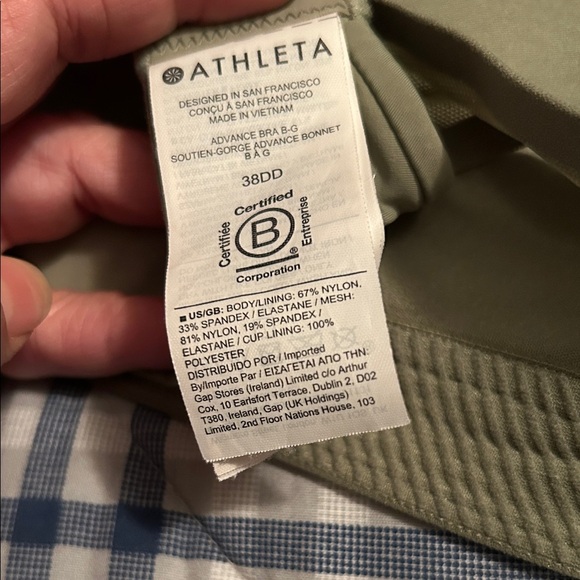 ATHLETA
DESIGNED IN SAN FRANCISCO
CONÇU À SAN FRANCISCO
MADE IN VIETNAM
ADVANCE BRA B-G
SOUTIEN-GORGE ADVANCE BONNET
B À G
38DD
Certified
Certifiée
B
Entreprise
®
Corporation
■ US/GB: BODY/LINING: 67% NYLON,
33% SPANDEX / ELASTANE / MESH:
81% NYLON, 19% SPANDEX /
ELASTANE / CUP LINING: 100%
POLYESTER
DISTRIBUIDO POR / Imported
By/Importe Par / ΕΙΣΑΓΕΤΑΙ ΑΠΟ ΤΗΝ:
Gap Stores (Ireland) Limited c/o Arthur
Cox, 10 Earlsfort Terrace, Dublin 2, D02
T380, Ireland, Gap (UK Holdings)
Limited, 2nd Floor Nations House, 103